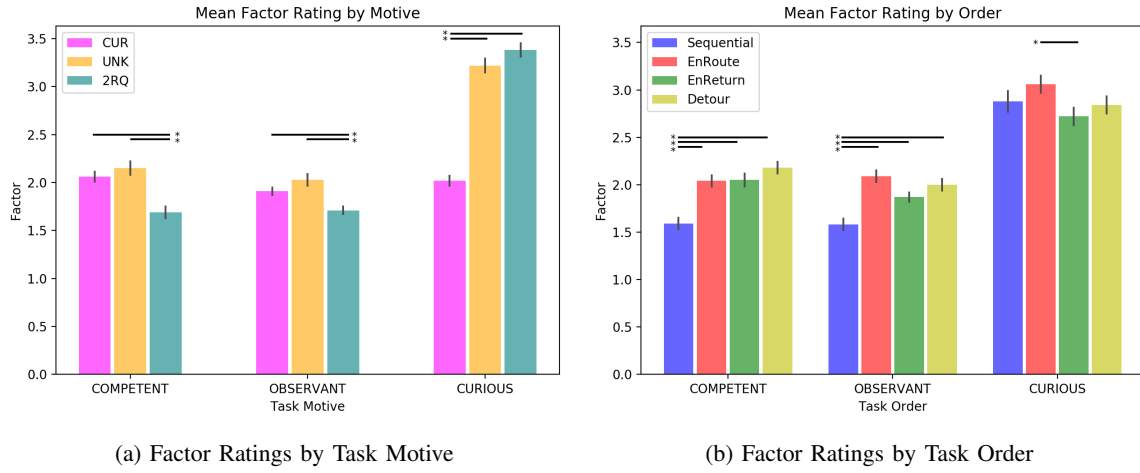 Mean Factor Rating by Motive
3.5
3.0
2.5
2.0
1.5
1.0
0.5
0.0
Factor
CUR
UNK
2RQ
*
*
*
*
*
*
COMPETENT OBSERVANT CURIOUS
Task Motive
(a) Factor Ratings by Task Motive
Mean Factor Rating by Order
3.5
3.0
2.5
2.0
1.5
1.0
0.5
0.0
Factor
Sequential
EnRoute
EnReturn
Detour
*
*
*
*
*
*
*
COMPETENT OBSERVANT CURIOUS
Task Order
(b) Factor Ratings by Task Order